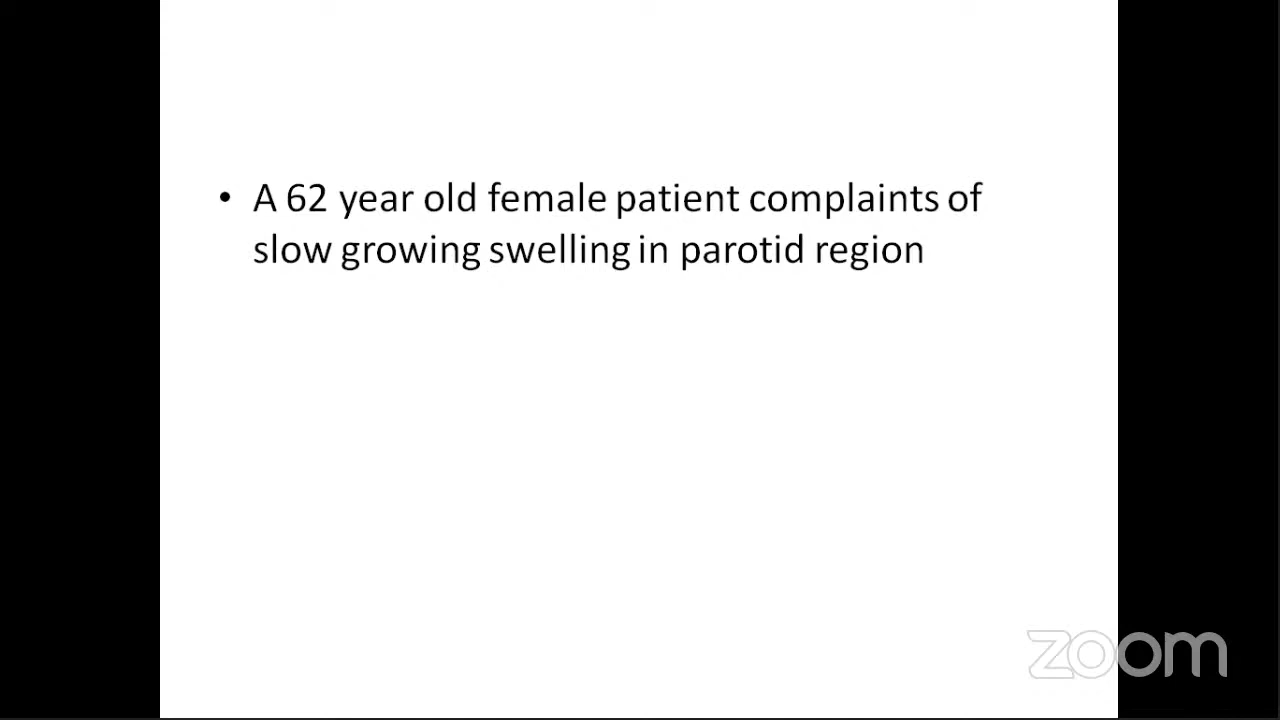 • A 62 year old female patient complaints of
slow growing swelling in parotid region
zoom